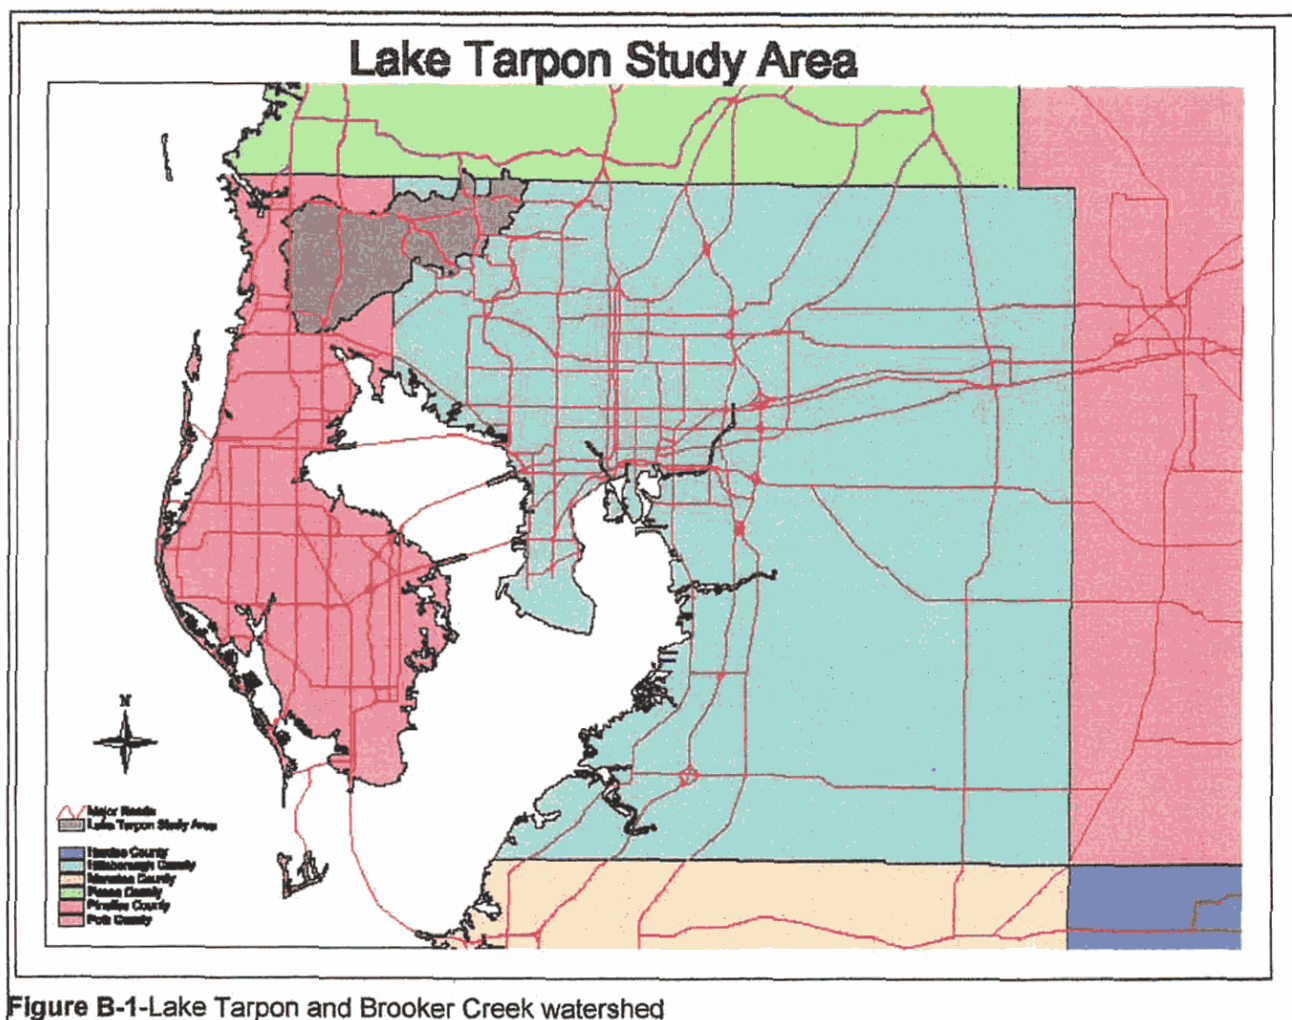 Lake Tarpon Study Area
N
Major Roads
Lake Tarpon Study Area
Hardee County
Hillsborough County
Manatee County
Pasco County
Pinellas County
Polk County
Figure B-1-Lake Tarpon and Brooker Creek watershed